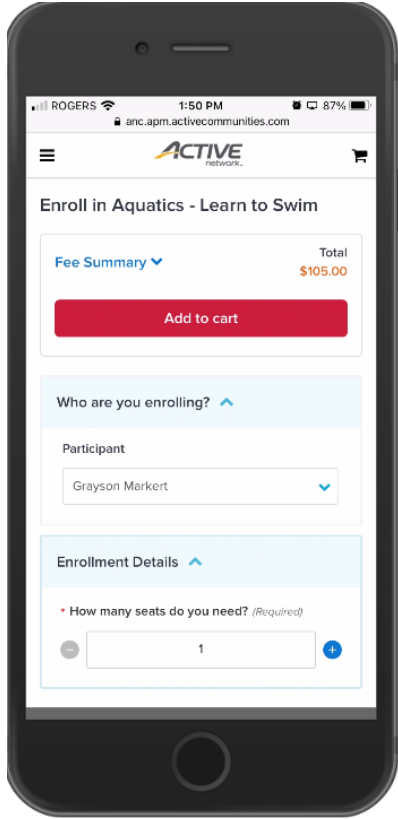 ROGERS 1:50 PM 87%
anc.apm.activecommunities.com
ACTIVE
network.
Enroll in Aquatics - Learn to Swim
Fee Summary Total
$105.00
Add to cart
Who are you enrolling?
Participant
Grayson Markert
Enrollment Details
* How many seats do you need? (Required)
1